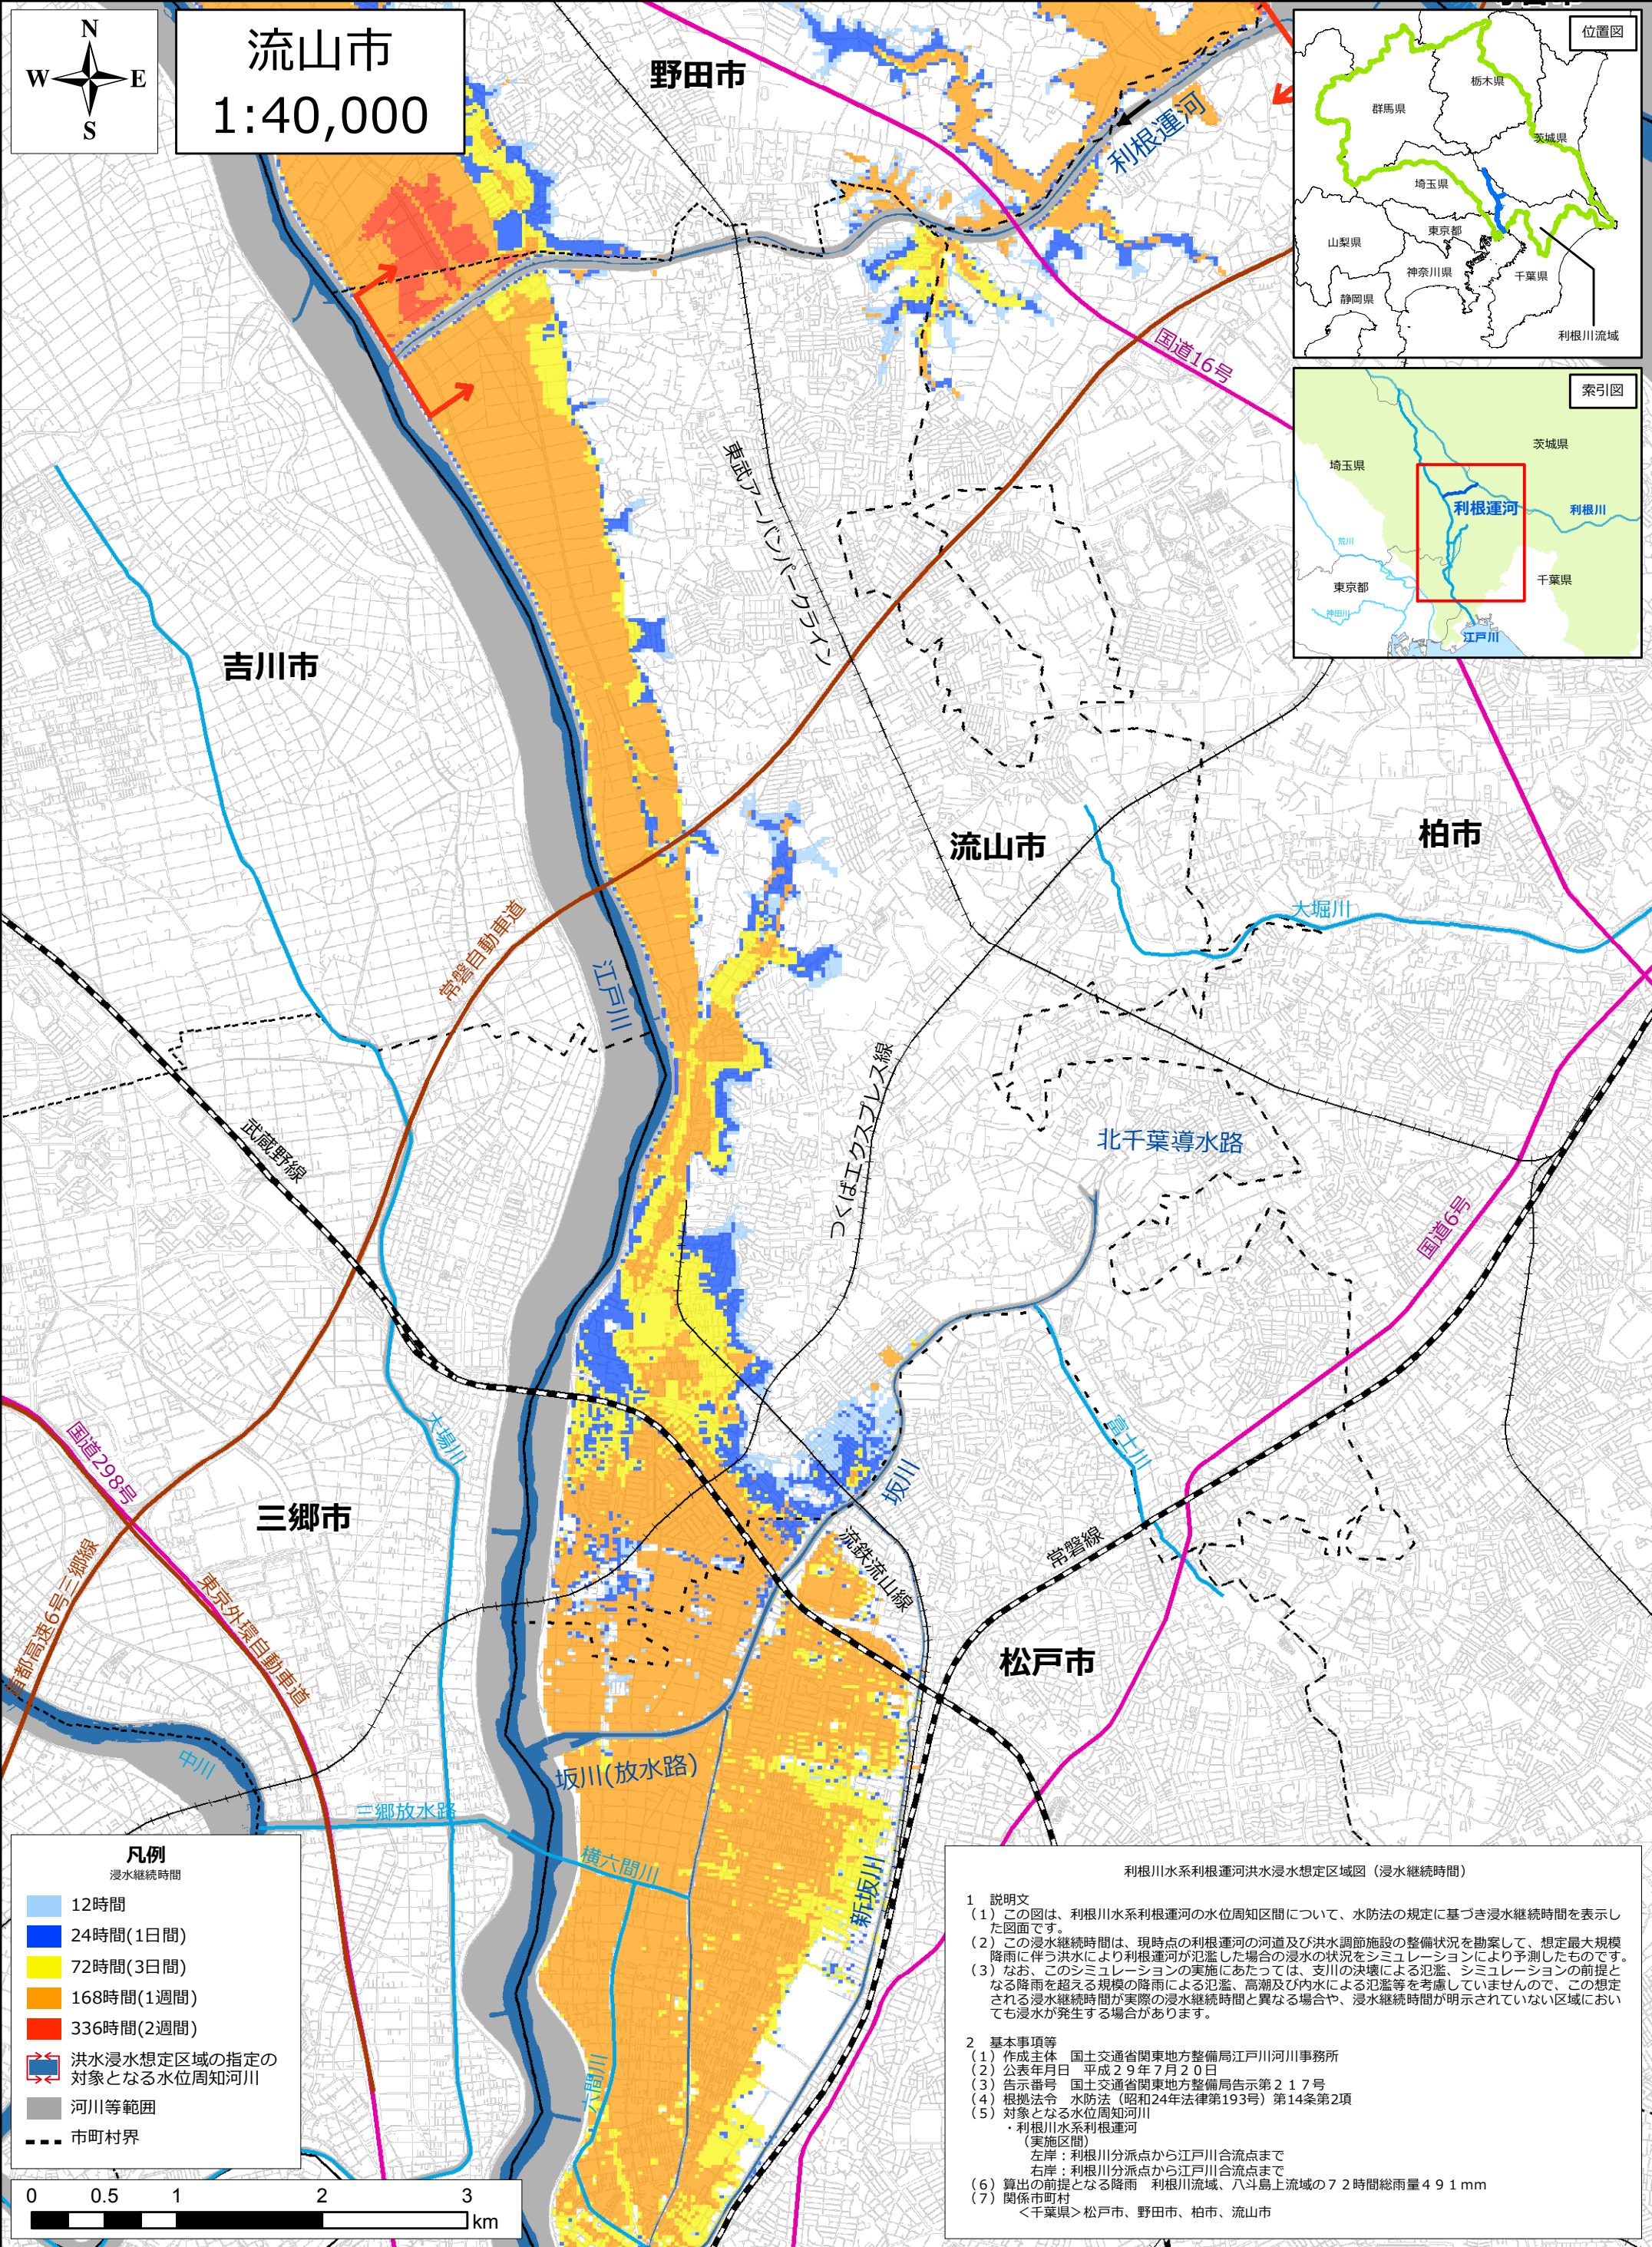 N
W E
S
流山市
1:40,000
野田市
利根運河
国道16号
東武アーバンパークライン
吉川市
流山市
柏市
大堀川
常磐自動車道
江戸川
武蔵野線
つくばエクスプレス線
北千葉導水路
国道6号
大場川
国道298号
三郷市
坂川
富士川
常磐線
流鉄流山線
首都高速6号三郷線
東京外環自動車道
松戸市
中川
坂川(放水路)
三郷放水路
横六間川
新坂川
六間川
位置図
栃木県
群馬県
茨城県
埼玉県
東京都
山梨県
神奈川県
千葉県
静岡県
利根川流域
索引図
茨城県
埼玉県
利根運河
利根川
荒川
東京都
千葉県
神田川
江戸川
凡例
浸水継続時間
12時間
24時間(1日間)
72時間(3日間)
168時間(1週間)
336時間(2週間)
洪水浸水想定区域の指定の
対象となる水位周知河川
河川等範囲
市町村界
0 0.5 1 2 3
km
利根川水系利根運河洪水浸水想定区域図（浸水継続時間）
1　説明文
（1）この図は、利根川水系利根運河の水位周知区間について、水防法の規定に基づき浸水継続時間を表示し
た図面です。
（2）この浸水継続時間は、現時点の利根運河の河道及び洪水調節施設の整備状況を勘案して、想定最大規模
降雨に伴う洪水により利根運河が氾濫した場合の浸水の状況をシミュレーションにより予測したものです。
（3）なお、このシミュレーションの実施にあたっては、支川の決壊による氾濫、シミュレーションの前提と
なる降雨を超える規模の降雨による氾濫、高潮及び内水による氾濫等を考慮していませんので、この想定
される浸水継続時間が実際の浸水継続時間と異なる場合や、浸水継続時間が明示されていない区域におい
ても浸水が発生する場合があります。
2　基本事項等
（1）作成主体　国土交通省関東地方整備局江戸川河川事務所
（2）公表年月日　平成２９年７月２０日
（3）告示番号　国土交通省関東地方整備局告示第２１７号
（4）根拠法令　水防法（昭和24年法律第193号）第14条第2項
（5）対象となる水位周知河川
・利根川水系利根運河
（実施区間）
左岸：利根川分派点から江戸川合流点まで
右岸：利根川分派点から江戸川合流点まで
（6）算出の前提となる降雨　利根川流域、八斗島上流域の７２時間総雨量４９１mm
（7）関係市町村
＜千葉県＞松戸市、野田市、柏市、流山市